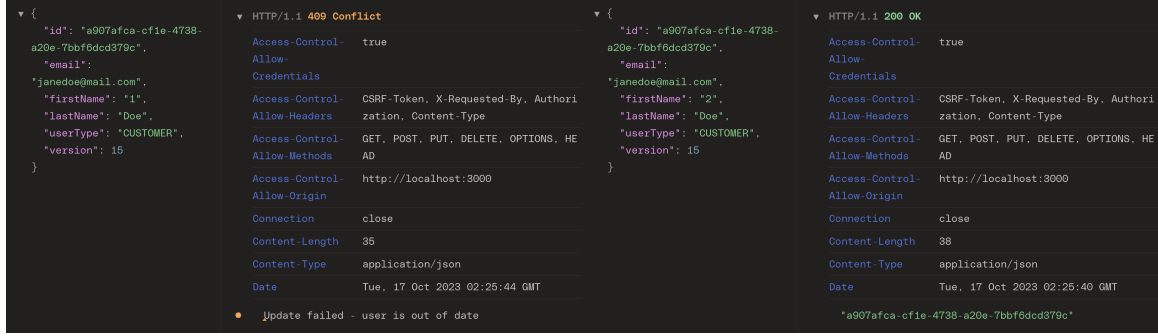 {
"id": "a907afca-cf1e-4738-
a20e-7bbf6dcd379c",
"email":
"janedoe@mail.com",
"firstName": "1",
"lastName": "Doe",
"userType": "CUSTOMER",
"version": 15
}
HTTP/1.1 409 Conflict
Access-Control-Allow-Credentials true
Access-Control-Allow-Headers CSRF-Token, X-Requested-By, Authorization, Content-Type
Access-Control-Allow-Methods GET, POST, PUT, DELETE, OPTIONS, HEAD
Access-Control-Allow-Origin http://localhost:3000
Connection close
Content-Length 35
Content-Type application/json
Date Tue, 17 Oct 2023 02:25:44 GMT
Update failed - user is out of date
{
"id": "a907afca-cf1e-4738-
a20e-7bbf6dcd379c",
"email":
"janedoe@mail.com",
"firstName": "2",
"lastName": "Doe",
"userType": "CUSTOMER",
"version": 15
}
HTTP/1.1 200 OK
Access-Control-Allow-Credentials true
Access-Control-Allow-Headers CSRF-Token, X-Requested-By, Authorization, Content-Type
Access-Control-Allow-Methods GET, POST, PUT, DELETE, OPTIONS, HEAD
Access-Control-Allow-Origin http://localhost:3000
Connection close
Content-Length 38
Content-Type application/json
Date Tue, 17 Oct 2023 02:25:40 GMT
"a907afca-cf1e-4738-a20e-7bbf6dcd379c"